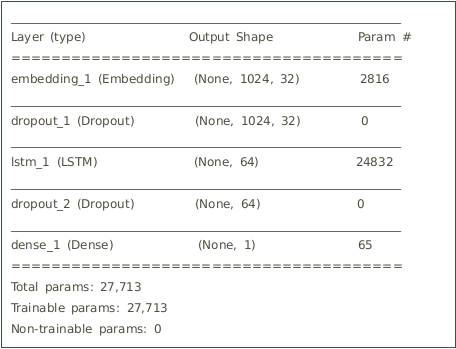 Layer (type) Output Shape Param #
========================================
embedding_1 (Embedding) (None, 1024, 32) 2816
dropout_1 (Dropout) (None, 1024, 32) 0
lstm_1 (LSTM) (None, 64) 24832
dropout_2 (Dropout) (None, 64) 0
dense_1 (Dense) (None, 1) 65
========================================
Total params: 27,713
Trainable params: 27,713
Non-trainable params: 0